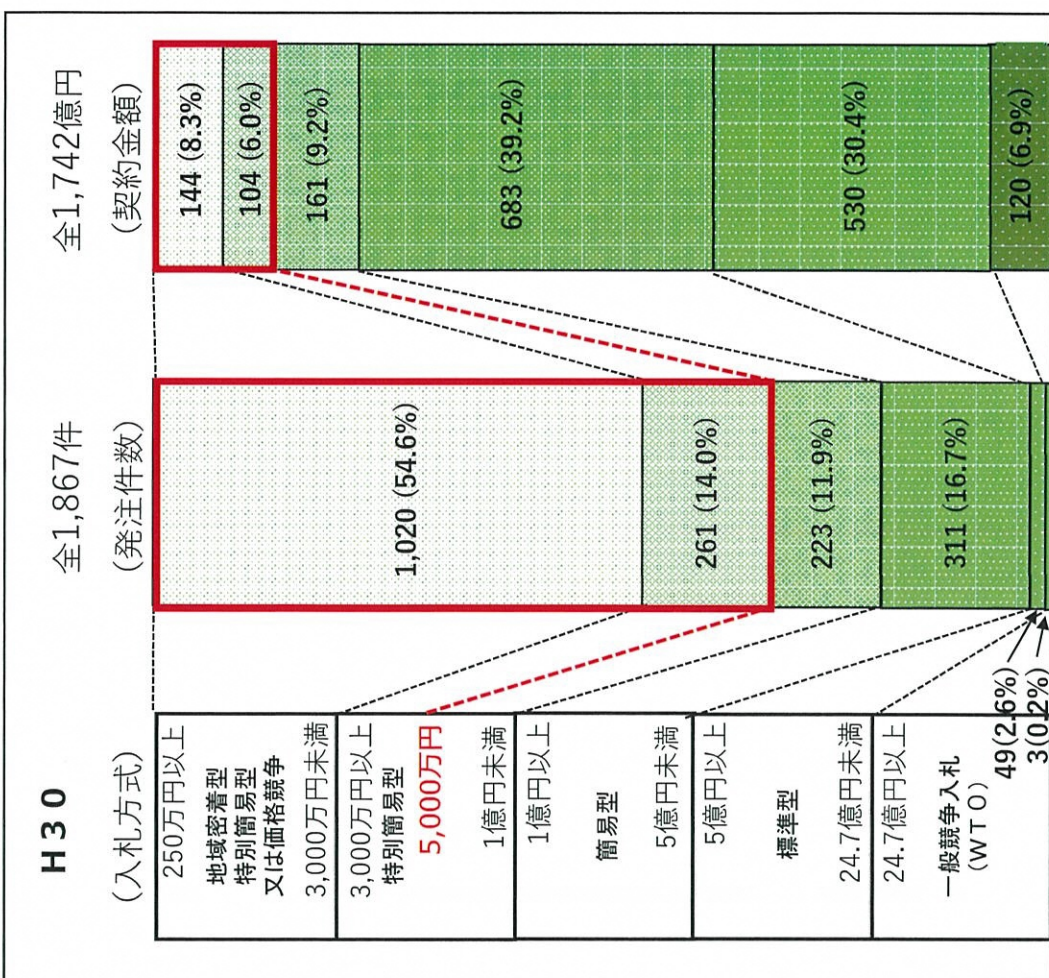 H30
(入札方式)
250万円以上
地域密着型
特別簡易型
又は価格競争
3,000万円未満
3,000万円以上
特別簡易型
5,000万円
1億円未満
1億円以上
簡易型
5億円未満
5億円以上
標準型
24.7億円未満
24.7億円以上
一般競争入札
(WTO)
全1,867件
(発注件数)
1,020 (54.6%)
261 (14.0%)
223 (11.9%)
311 (16.7%)
49(2.6%)
3(0.2%)
全1,742億円
(契約金額)
144 (8.3%)
104 (6.0%)
161 (9.2%)
683 (39.2%)
530 (30.4%)
120 (6.9%)